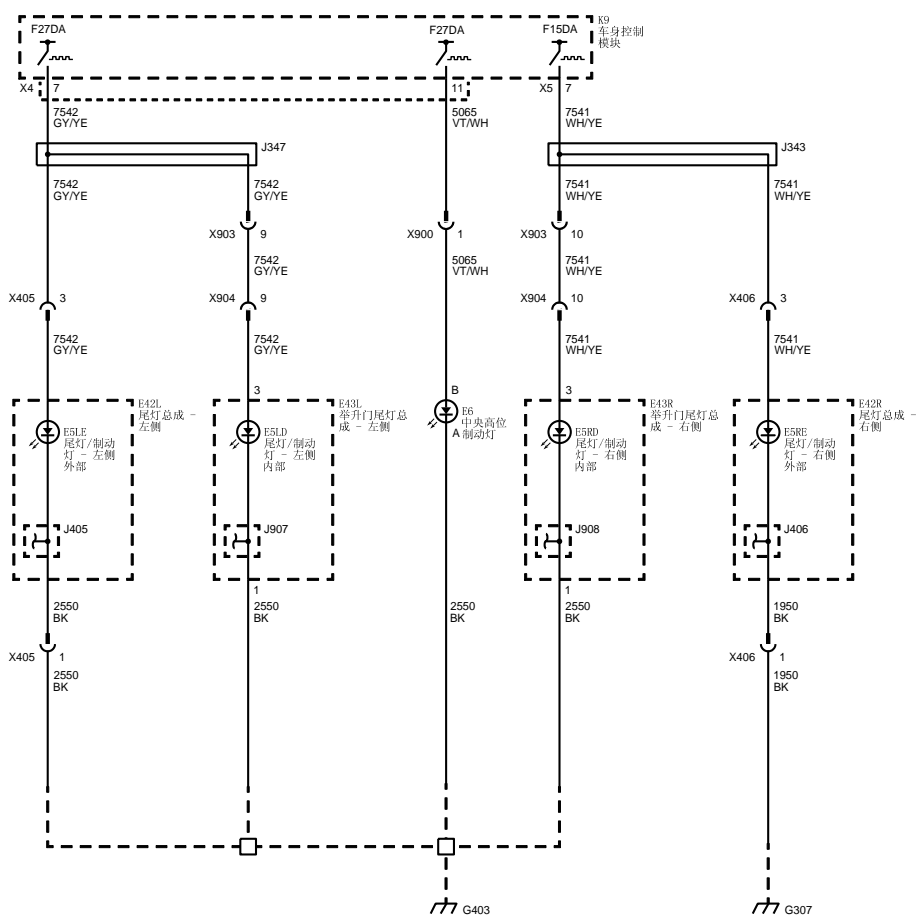 F27DA
F27DA
F15DA
K9
车身控制
模块
X4
7
11
X5
7
7542
GY/YE
5065
VT/WH
7541
WH/YE
J347
J343
7542
GY/YE
7542
GY/YE
7541
WH/YE
7541
WH/YE
X903
9
X900
1
X903
10
7542
GY/YE
5065
VT/WH
7541
WH/YE
X405
3
X904
9
X904
10
X406
3
7542
GY/YE
7542
GY/YE
7541
WH/YE
7541
WH/YE
3
B
3
E42L
尾灯总成 -
左侧
E43L
举升门尾灯总
成 - 左侧
E6
中央高位
制动灯
A
E43R
举升门尾灯总
成 - 右侧
E42R
尾灯总成 -
右侧
E5LE
尾灯/制动
灯 - 左侧
外部
E5LD
尾灯/制动
灯 - 左侧
内部
E5RD
尾灯/制动
灯 - 右侧
内部
E5RE
尾灯/制动
灯 - 右侧
外部
J405
J907
J908
J406
1
1
2550
BK
2550
BK
2550
BK
2550
BK
1950
BK
X405
1
X406
1
2550
BK
1950
BK
G403
G307